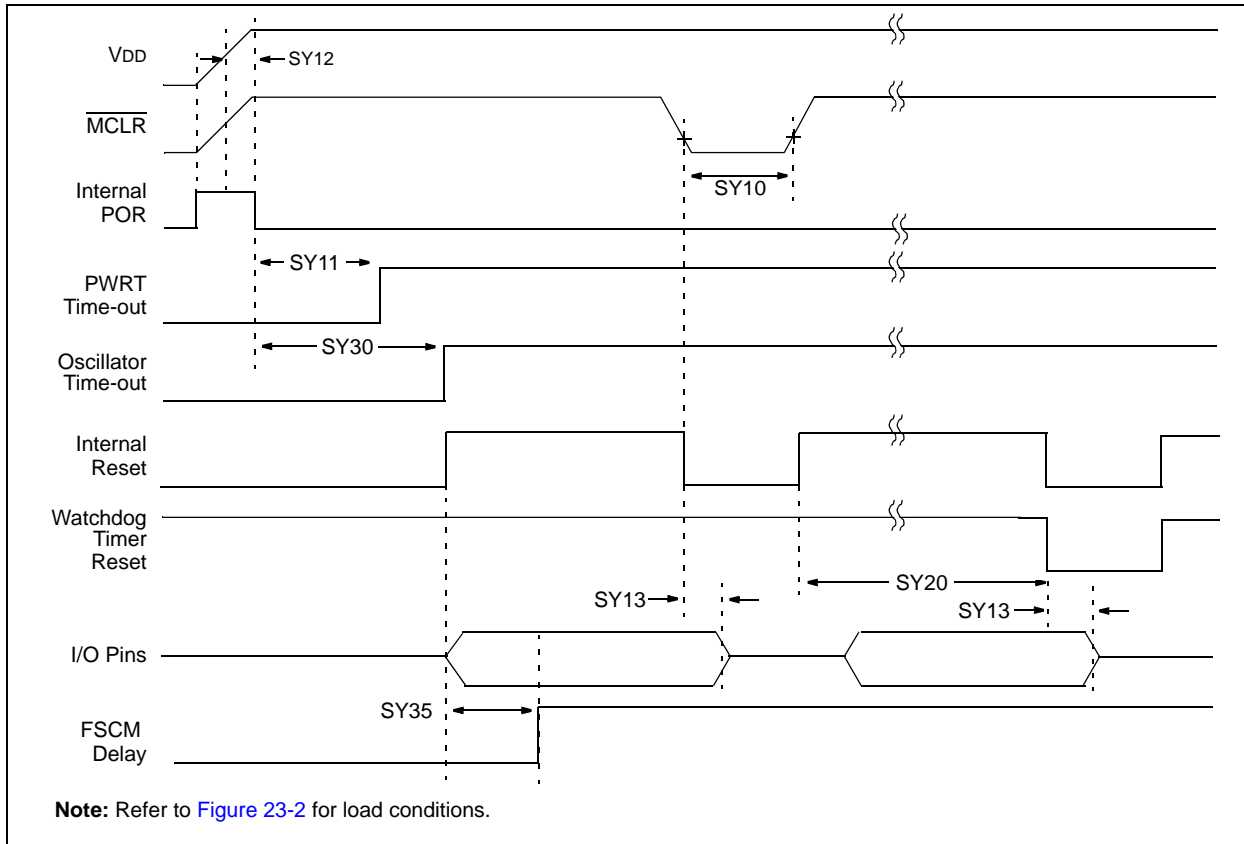 VDD
SY12
MCLR
SY10
Internal
POR
SY11
PWRT
Time-out
SY30
Oscillator
Time-out
Internal
Reset
Watchdog
Timer
Reset
SY20
SY13
SY13
I/O Pins
SY35
FSCM
Delay
Note: Refer to Figure 23-2 for load conditions.